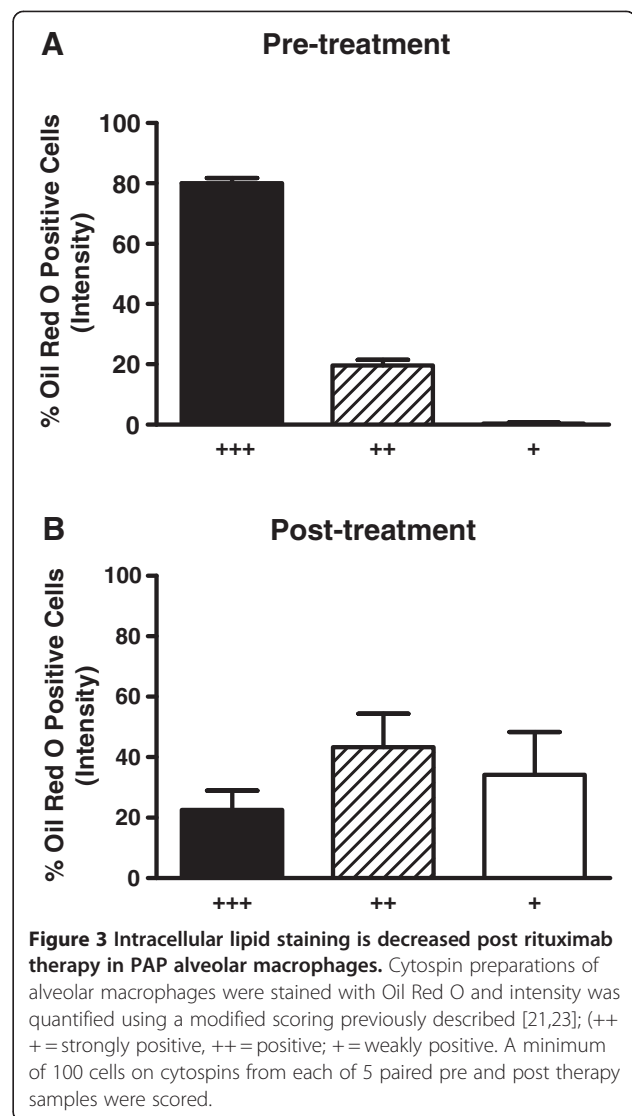 A Pre-treatment
% Oil Red O Positive Cells
(Intensity)
100
80
60
40
20
0
+++ ++ +
B Post-treatment
% Oil Red O Positive Cells
(Intensity)
100
80
60
40
20
0
+++ ++ +
Figure 3 Intracellular lipid staining is decreased post rituximab
therapy in PAP alveolar macrophages. Cytospin preparations of
alveolar macrophages were stained with Oil Red O and intensity was
quantified using a modified scoring previously described [21,23]; (++
+ = strongly positive, ++ = positive; + = weakly positive. A minimum
of 100 cells on cytospins from each of 5 paired pre and post therapy
samples were scored.